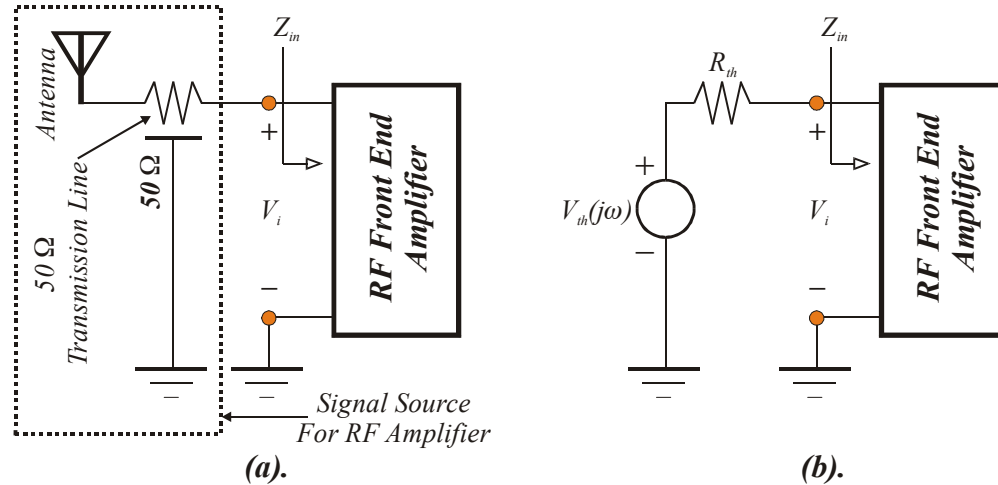 Antenna
50 Ω
Transmission Line
50 Ω
Z_in
+
V_i
−
RF Front End
Amplifier
Signal Source
For RF Amplifier
(a).
R_th
+
V_th(jω)
−
Z_in
+
V_i
−
RF Front End
Amplifier
(b).